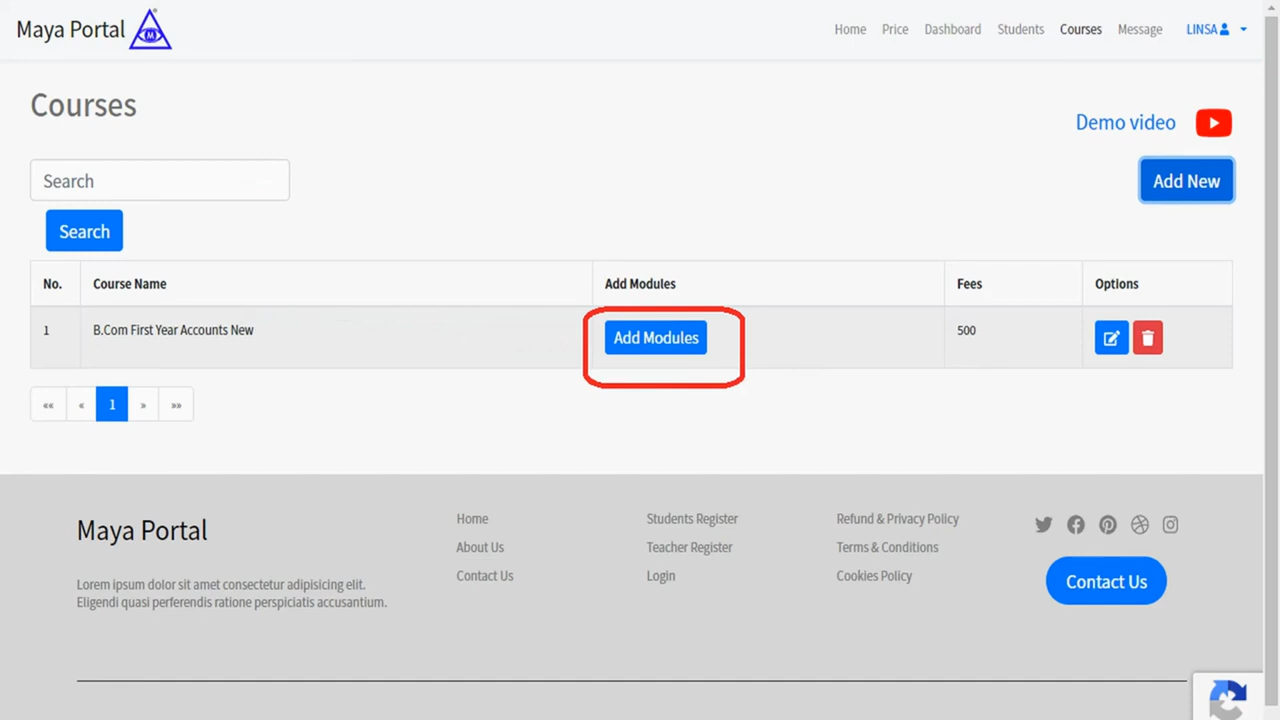 Maya Portal M
Home Price Dashboard Students Courses Message LINSA
Courses
Demo video
Search
Add New
Search
No. Course Name Add Modules Fees Options
1 B.Com First Year Accounts New Add Modules 500
«« « 1 » »»
Maya Portal
Lorem ipsum dolor sit amet consectetur adipisicing elit.
Eligendi quasi perferendis ratione perspiciatis accusantium.
Home
About Us
Contact Us
Students Register
Teacher Register
Login
Refund & Privacy Policy
Terms & Conditions
Cookies Policy
Contact Us